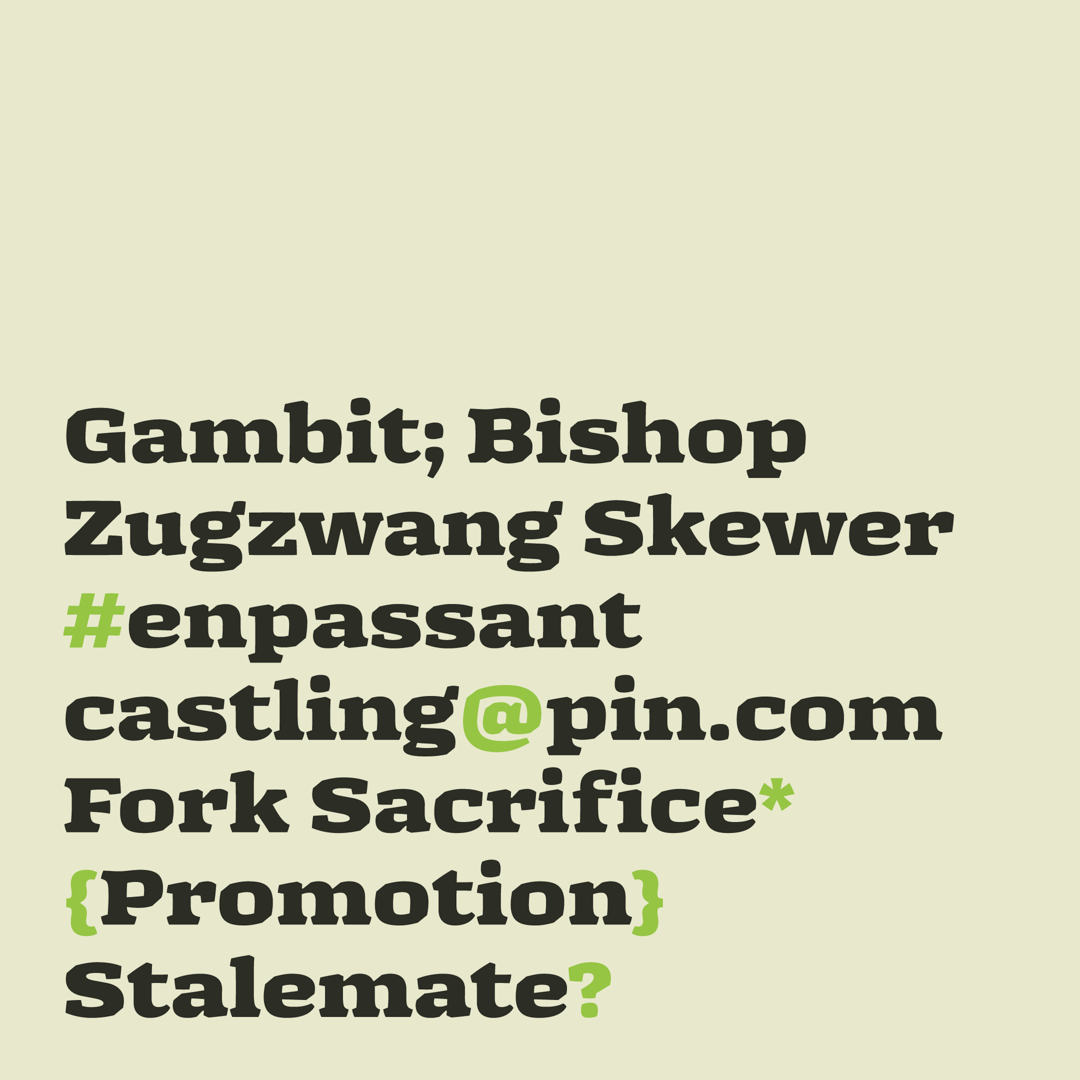 Gambit; Bishop
Zugzwang Skewer
#enpassant
castling@pin.com
Fork Sacrifice*
{Promotion}
Stalemate?